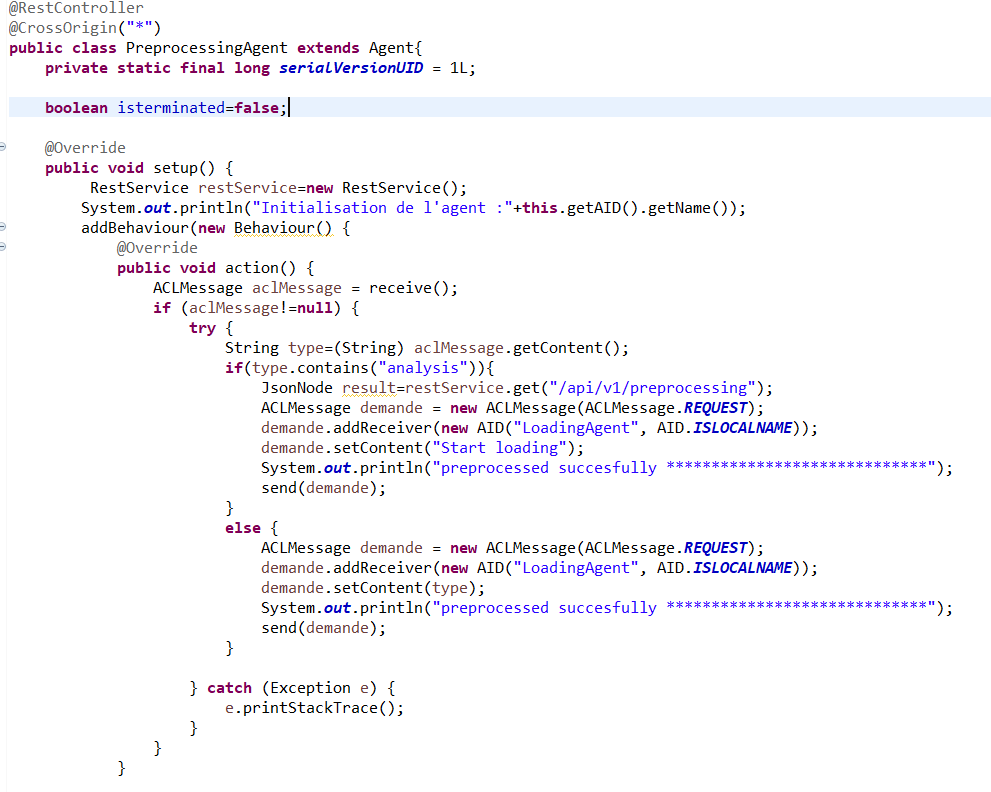 @RestController
@CrossOrigin("*")
public class PreprocessingAgent extends Agent{
    private static final long serialVersionUID = 1L;

    boolean isterminated=false;

    @Override
    public void setup() {
         RestService restService=new RestService();
        System.out.println("Initialisation de l'agent :"+this.getAID().getName());
        addBehaviour(new Behaviour() {
            @Override
            public void action() {
                ACLMessage aclMessage = receive();
                if (aclMessage!=null) {
                    try {
                        String type=(String) aclMessage.getContent();
                        if(type.contains("analysis")){
                            JsonNode result=restService.get("/api/v1/preprocessing");
                            ACLMessage demande = new ACLMessage(ACLMessage.REQUEST);
                            demande.addReceiver(new AID("LoadingAgent", AID.ISLOCALNAME));
                            demande.setContent("Start loading");
                            System.out.println("preprocessed succesfully *****************************");
                            send(demande);
                        }
                        else {
                            ACLMessage demande = new ACLMessage(ACLMessage.REQUEST);
                            demande.addReceiver(new AID("LoadingAgent", AID.ISLOCALNAME));
                            demande.setContent(type);
                            System.out.println("preprocessed succesfully *****************************");
                            send(demande);
                        }

                    } catch (Exception e) {
                        e.printStackTrace();
                    }
                }
            }